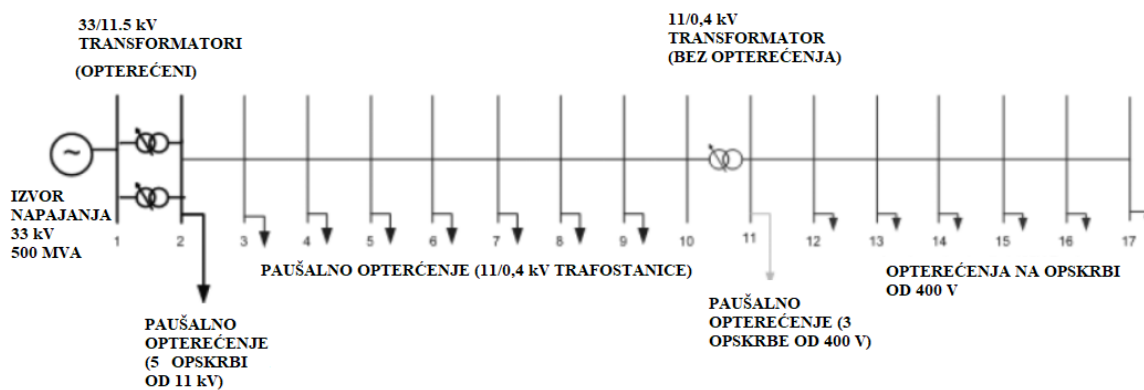 33/11.5 kV
TRANSFORMATORI
(OPTEREĆENI)
11/0,4 kV
TRANSFORMATOR
(BEZ OPTEREĆENJA)
~
IZVOR
NAPAJANJA
33 kV
500 MVA
1 2 3 4 5 6 7 8 9 10 11 12 13 14 15 16 17
PAUŠALNO OPTERĆENJE (11/0,4 kV TRAFOSTANICE)
OPTEREĆENJA NA OPSKRBI
OD 400 V
PAUŠALNO
OPTEREĆENJE
(5 OPSKRBI
OD 11 kV)
PAUŠALNO
OPTEREĆENJE (3
OPSKRBE OD 400 V)